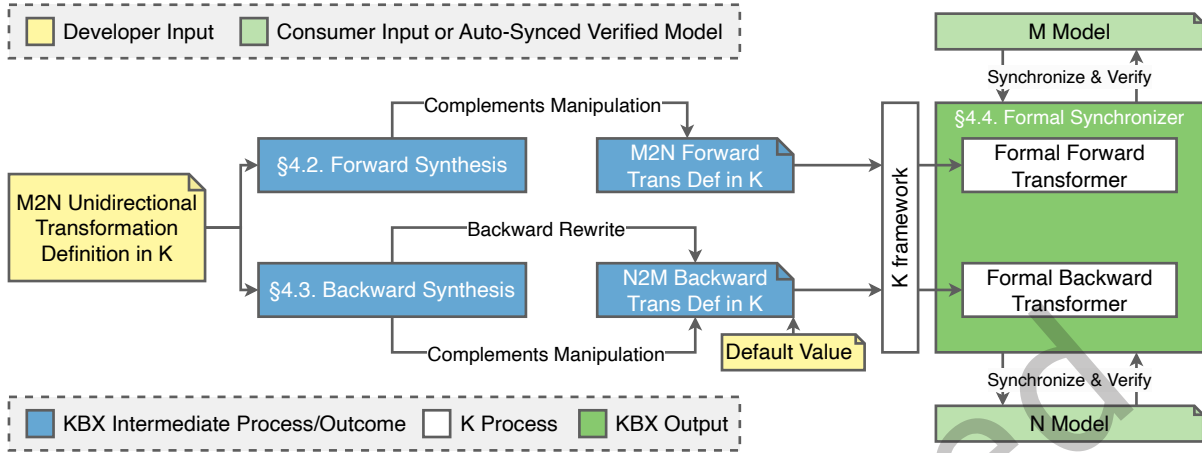 Developer Input
Consumer Input or Auto-Synced Verified Model
M Model
Synchronize & Verify
Complements Manipulation
§4.4. Formal Synchronizer
§4.2. Forward Synthesis
M2N Forward
Trans Def in K
Formal Forward
Transformer
M2N Unidirectional
Transformation
Definition in K
K framework
Backward Rewrite
§4.3. Backward Synthesis
N2M Backward
Trans Def in K
Formal Backward
Transformer
Complements Manipulation
Default Value
Synchronize & Verify
KBX Intermediate Process/Outcome
K Process
KBX Output
N Model